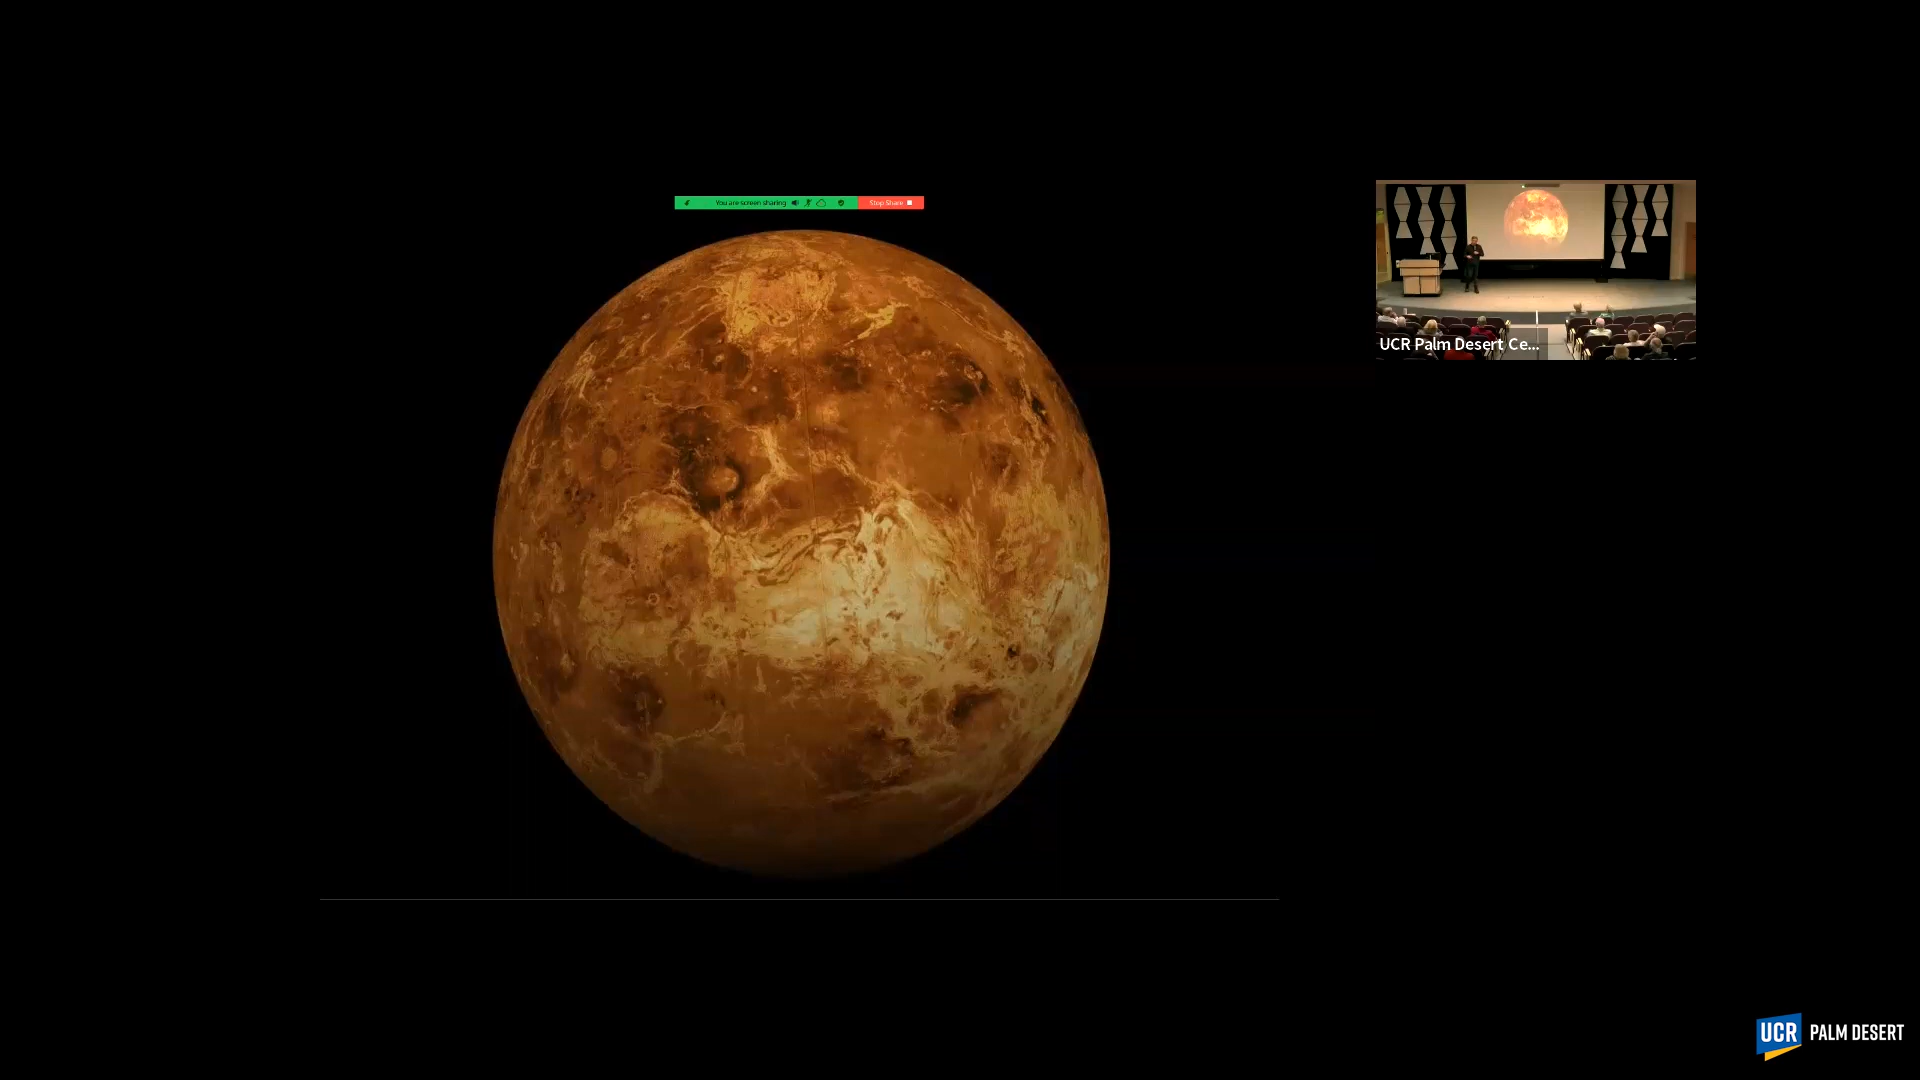 You are screen sharing
Stop Share
UCR Palm Desert Ce...
UCR PALM DESERT